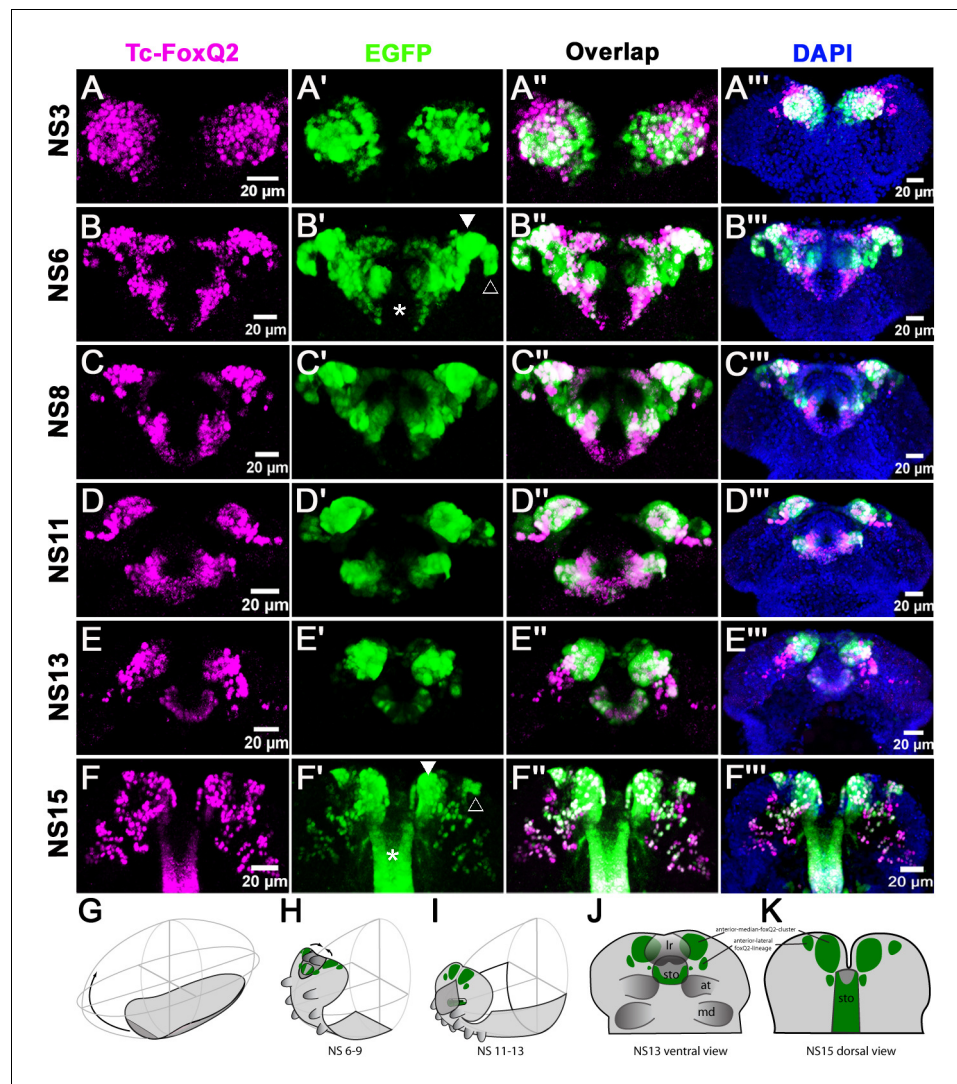 Tc-FoxQ2 EGFP Overlap DAPI
NS3 A A' A'' A'''
20 µm 20 µm
NS6 B B' B'' B'''
*
20 µm 20 µm
NS8 C C' C'' C'''
20 µm 20 µm
NS11 D D' D'' D'''
20 µm 20 µm
NS13 E E' E'' E'''
20 µm 20 µm
NS15 F F' F'' F'''
*
20 µm 20 µm
G H I J K
anterior-median-foxQ2-cluster
anterior-lateral
foxQ2-lineage
lr
sto sto
at
md
NS 6-9 NS 11-13 NS13 ventral view NS15 dorsal view